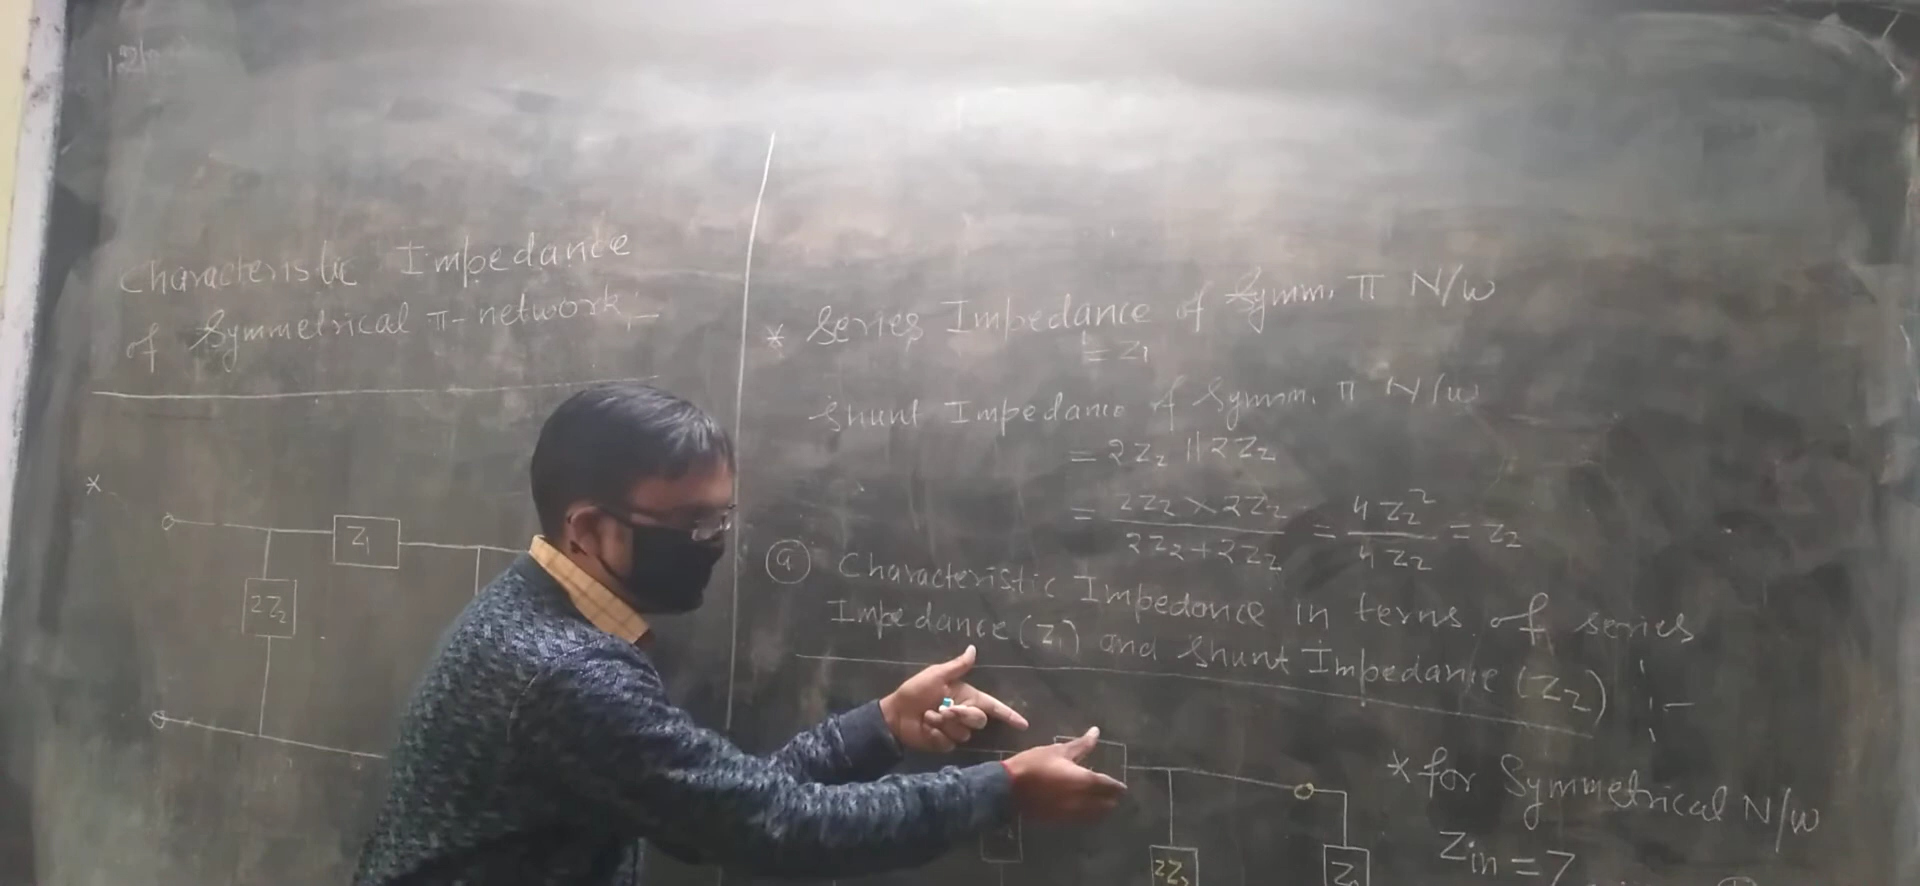 Characteristic Impedance
of Symmetrical π-network:-
*
Z₁
2Z₂
* Series Impedance of Symm. π N/w
= Z₁
Shunt Impedance of Symm. π N/w
= 2Z₂ || 2Z₂
= 2Z₂ × 2Z₂ / 2Z₂ + 2Z₂ = 4Z₂² / 4Z₂ = Z₂
(a) Characteristic Impedance in terms of series
Impedance (Z₁) and Shunt Impedance (Z₂) :-
* for Symmetrical N/w
Zin =